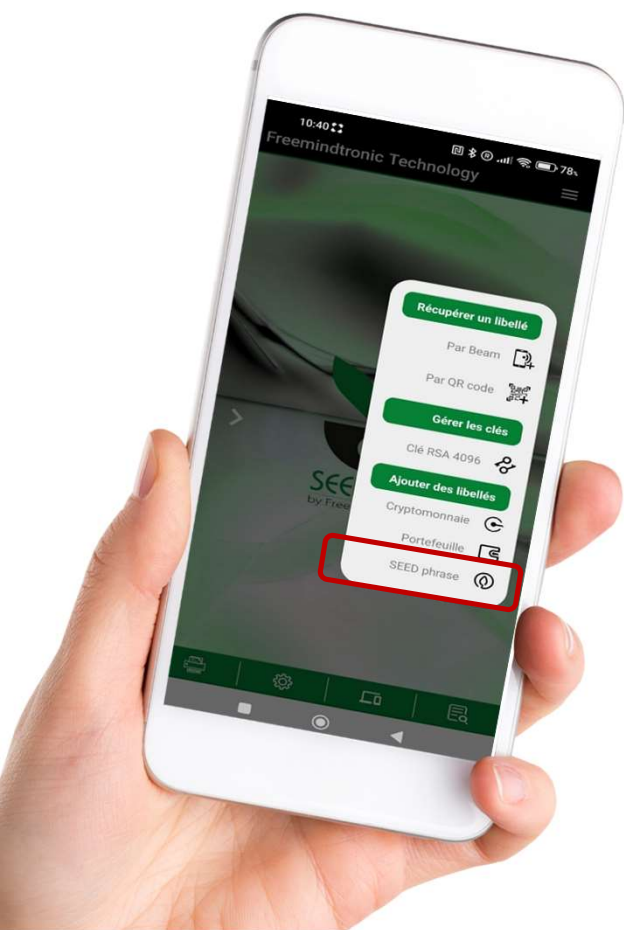 10:40
78%
Freemindtronic Technology
Récupérer un libellé
Par Beam
Par QR code
Gérer les clés
Clé RSA 4096
Ajouter des libellés
Cryptomonnaie
SEE
by Free
Portefeuille
SEED phrase